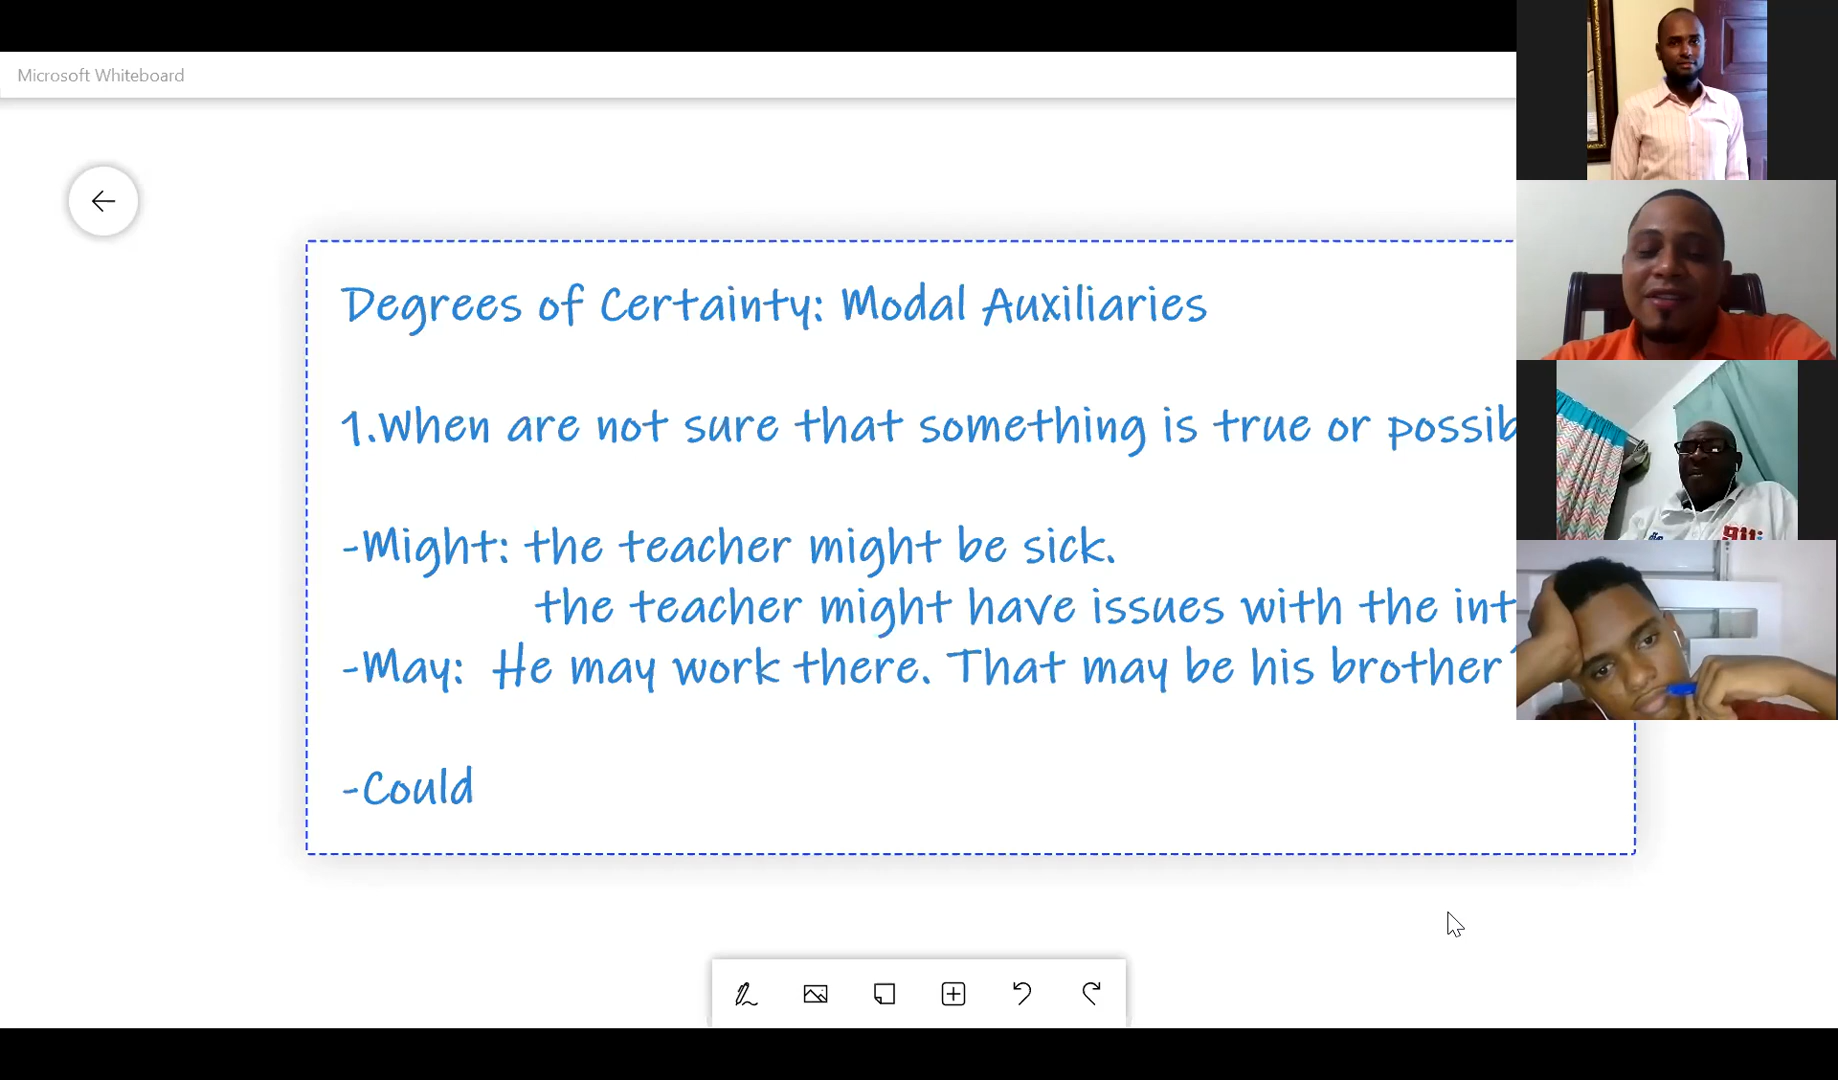 Microsoft Whiteboard
Degrees of Certainty: Modal Auxiliaries
1.When are not sure that something is true or
-Might: the teacher might be sick.
the teacher might have issues with the
-May: He may work there. That may be his brother
-Could
911